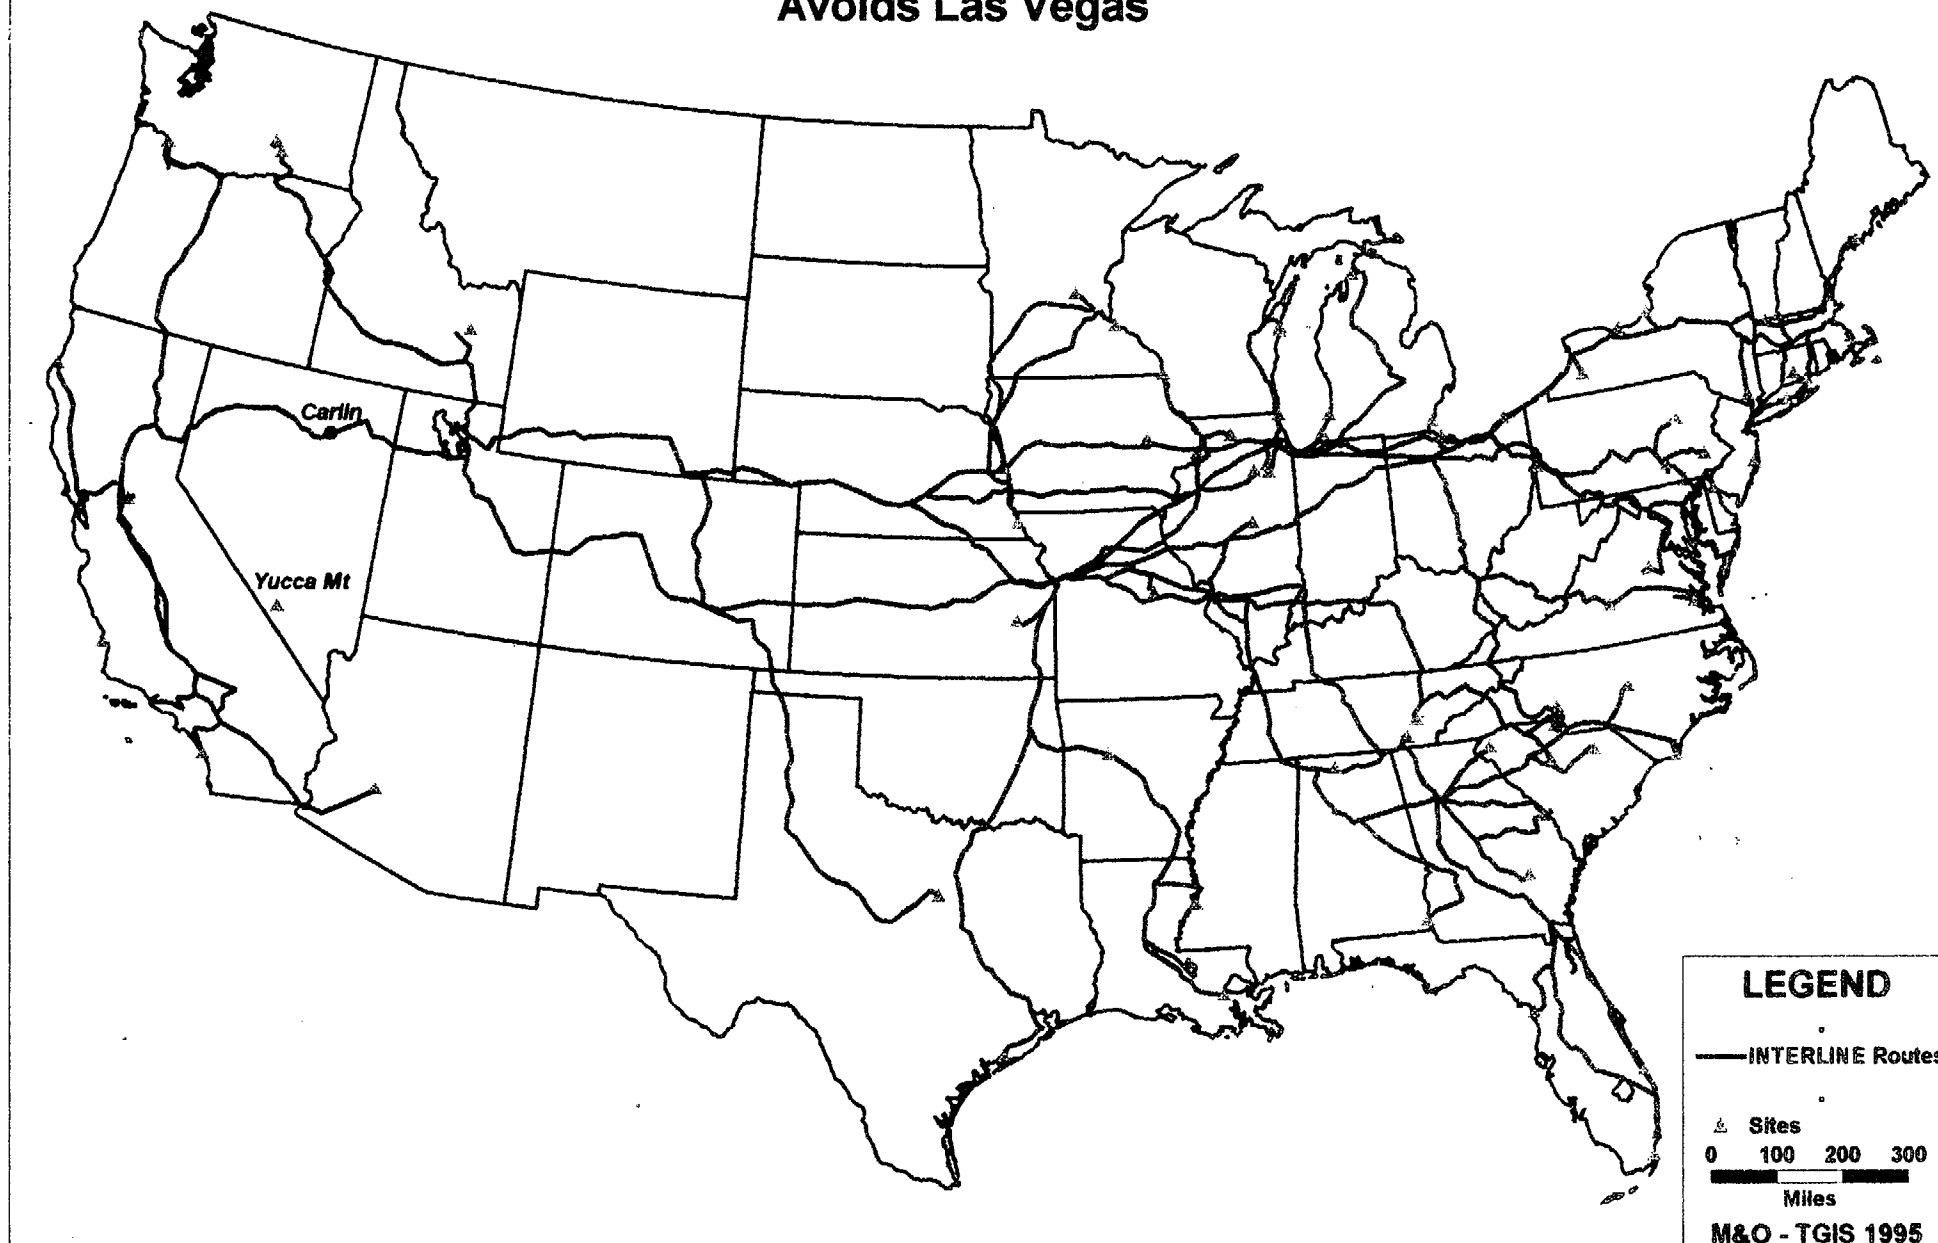 Avoids Las Vegas
Carlin
Yucca Mt
LEGEND
INTERLINE Routes
Sites
0 100 200 300
Miles
M&O - TGIS 1995